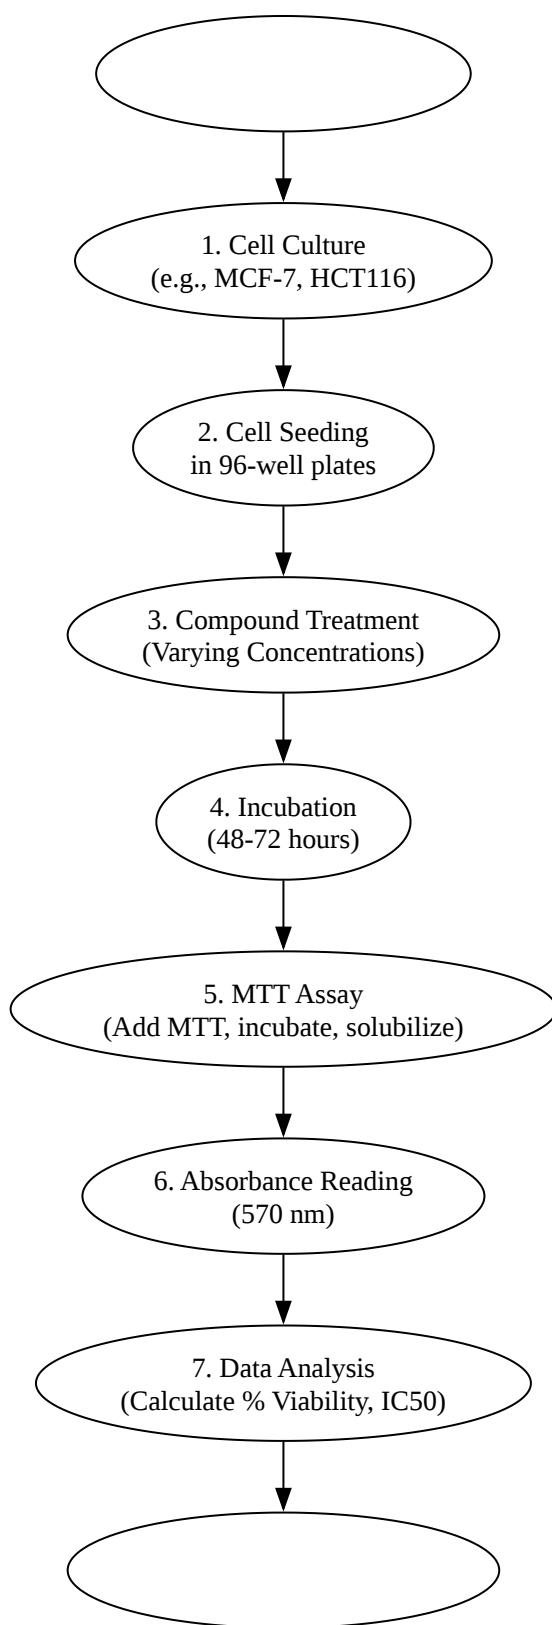 1. Cell Culture
(e.g., MCF-7, HCT116)
2. Cell Seeding
in 96-well plates
3. Compound Treatment
(Varying Concentrations)
4. Incubation
(48-72 hours)
5. MTT Assay
(Add MTT, incubate, solubilize)
6. Absorbance Reading
(570 nm)
7. Data Analysis
(Calculate % Viability, IC50)